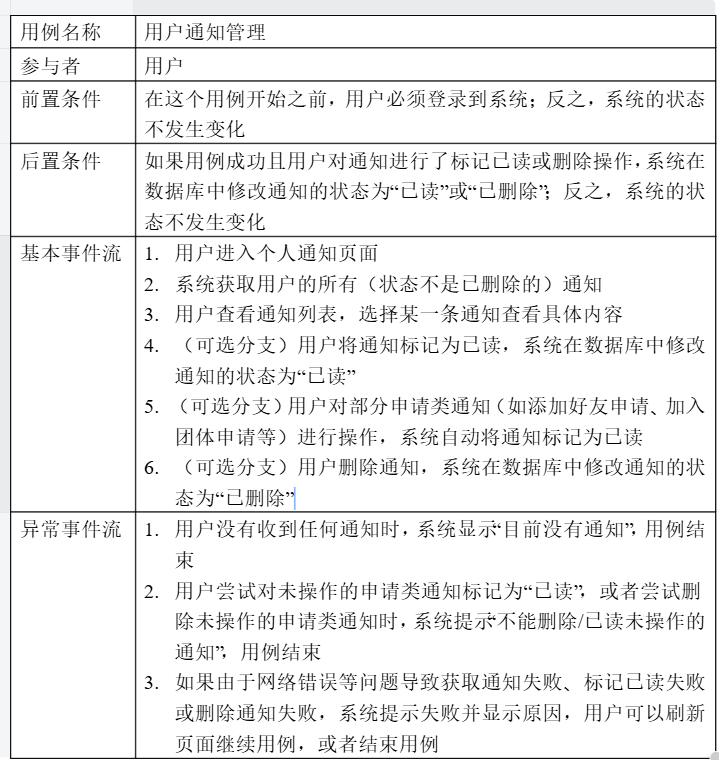 用例名称 用户通知管理
参与者 用户
前置条件 在这个用例开始之前，用户必须登录到系统；反之，系统的状态
不发生变化
后置条件 如果用例成功且用户对通知进行了标记已读或删除操作，系统在
数据库中修改通知的状态为“已读”或“已删除”；反之，系统的状
态不发生变化
基本事件流 1. 用户进入个人通知页面
2. 系统获取用户的所有（状态不是已删除的）通知
3. 用户查看通知列表，选择某一条通知查看具体内容
4. （可选分支）用户将通知标记为已读，系统在数据库中修改
通知的状态为“已读”
5. （可选分支）用户对部分申请类通知（如添加好友申请、加入
团体申请等）进行操作，系统自动将通知标记为已读
6. （可选分支）用户删除通知，系统在数据库中修改通知的状
态为“已删除”
异常事件流 1. 用户没有收到任何通知时，系统显示“目前没有通知”，用例结
束
2. 用户尝试对未操作的申请类通知标记为“已读”，或者尝试删
除未操作的申请类通知时，系统提示“不能删除/已读未操作的
通知”，用例结束
3. 如果由于网络错误等问题导致获取通知失败、标记已读失败
或删除通知失败，系统提示失败并显示原因，用户可以刷新
页面继续用例，或者结束用例